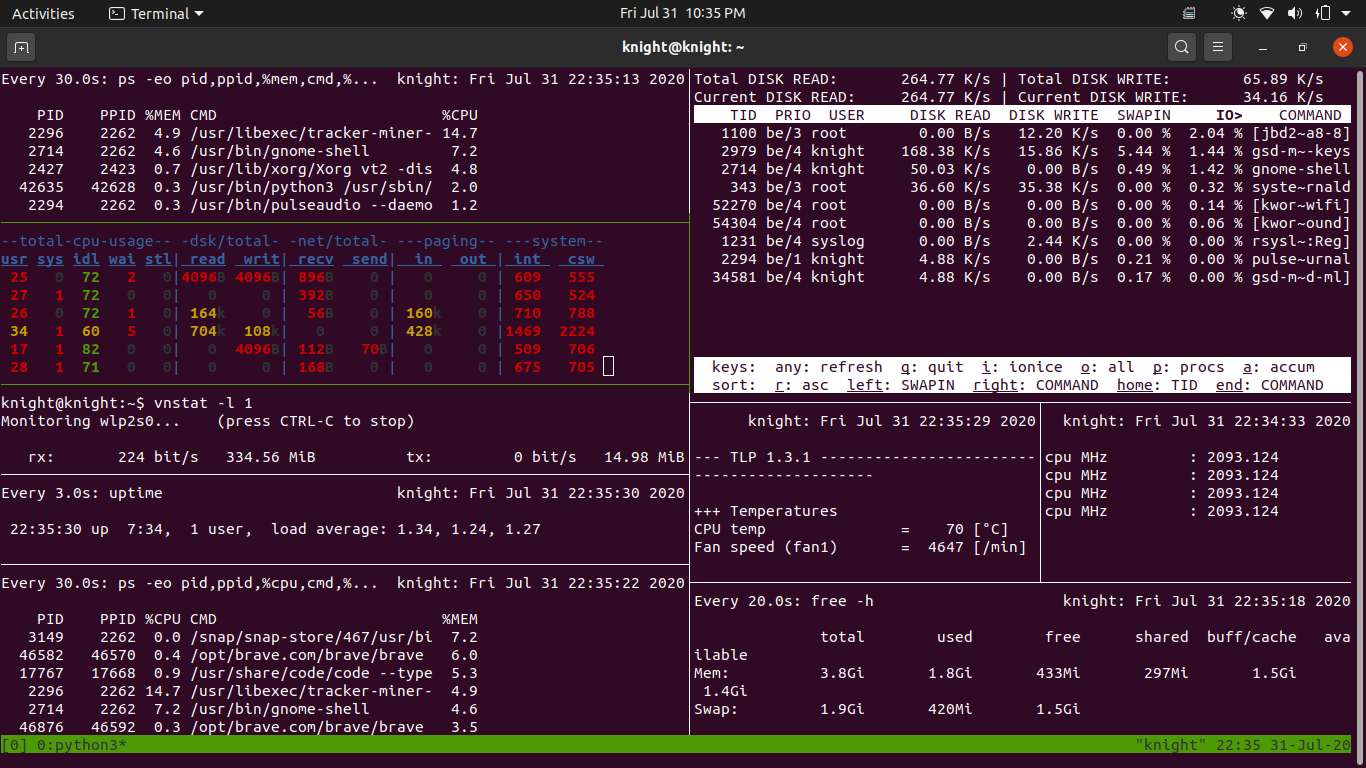 Activities Terminal Fri Jul 31 10:35 PM
knight@knight: ~
Every 30.0s: ps -eo pid,ppid,%mem,cmd,%... knight: Fri Jul 31 22:35:13 2020
PID PPID %MEM CMD %CPU
2296 2262 4.9 /usr/libexec/tracker-miner- 14.7
2714 2262 4.6 /usr/bin/gnome-shell 7.2
2427 2423 0.7 /usr/lib/xorg/Xorg vt2 -dis 4.8
42635 42628 0.3 /usr/bin/python3 /usr/sbin/ 2.0
2294 2262 0.3 /usr/bin/pulseaudio --daemo 1.2
--total-cpu-usage-- -dsk/total- -net/total- ---paging-- ---system--
usr sys idl wai stl| read writ| recv send| in out | int csw
25 0 72 2 0|4096B 4096B| 896B 0 | 0 0 | 609 555
27 1 72 0 0| 0 0 | 392B 0 | 0 0 | 650 524
26 0 72 1 0| 164k 0 | 56B 0 | 160k 0 | 710 788
34 1 60 5 0| 704k 108k| 0 0 | 428k 0 |1469 2224
17 1 82 0 0| 0 4096B| 112B 70B| 0 0 | 509 706
28 1 71 0 0| 0 0 | 168B 0 | 0 0 | 675 705
knight@knight:~$ vnstat -l 1
Monitoring wlp2s0... (press CTRL-C to stop)
rx: 224 bit/s 334.56 MiB tx: 0 bit/s 14.98 MiB
Every 3.0s: uptime knight: Fri Jul 31 22:35:30 2020
22:35:30 up 7:34, 1 user, load average: 1.34, 1.24, 1.27
Every 30.0s: ps -eo pid,ppid,%cpu,cmd,%... knight: Fri Jul 31 22:35:22 2020
PID PPID %CPU CMD %MEM
3149 2262 0.0 /snap/snap-store/467/usr/bi 7.2
46582 46570 0.4 /opt/brave.com/brave/brave 6.0
17767 17668 0.9 /usr/share/code/code --type 5.3
2296 2262 14.7 /usr/libexec/tracker-miner- 4.9
2714 2262 7.2 /usr/bin/gnome-shell 4.6
46876 46592 0.3 /opt/brave.com/brave/brave 3.5
Total DISK READ: 264.77 K/s | Total DISK WRITE: 65.89 K/s
Current DISK READ: 264.77 K/s | Current DISK WRITE: 34.16 K/s
TID PRIO USER DISK READ DISK WRITE SWAPIN IO> COMMAND
1100 be/3 root 0.00 B/s 12.20 K/s 0.00 % 2.04 % [jbd2~a8-8]
2979 be/4 knight 168.38 K/s 15.86 K/s 5.44 % 1.44 % gsd-m~-keys
2714 be/4 knight 50.03 K/s 0.00 B/s 0.49 % 1.42 % gnome-shell
343 be/3 root 36.60 K/s 35.38 K/s 0.00 % 0.32 % syste~rnald
52270 be/4 root 0.00 B/s 0.00 B/s 0.00 % 0.14 % [kwor~wifi]
54304 be/4 root 0.00 B/s 0.00 B/s 0.00 % 0.06 % [kwor~ound]
1231 be/4 syslog 0.00 B/s 2.44 K/s 0.00 % 0.00 % rsysl~:Reg]
2294 be/1 knight 4.88 K/s 0.00 B/s 0.21 % 0.00 % pulse~urnal
34581 be/4 knight 4.88 K/s 0.00 B/s 0.17 % 0.00 % gsd-m~d-ml]
keys: any: refresh q: quit i: ionice o: all p: procs a: accum
sort: r: asc left: SWAPIN right: COMMAND home: TID end: COMMAND
knight: Fri Jul 31 22:35:29 2020
--- TLP 1.3.1 ------------------------
--------------------
+++ Temperatures
CPU temp = 70 [°C]
Fan speed (fan1) = 4647 [/min]
knight: Fri Jul 31 22:34:33 2020
cpu MHz : 2093.124
cpu MHz : 2093.124
cpu MHz : 2093.124
cpu MHz : 2093.124
Every 20.0s: free -h knight: Fri Jul 31 22:35:18 2020
total used free shared buff/cache ava
ilable
Mem: 3.8Gi 1.8Gi 433Mi 297Mi 1.5Gi
1.4Gi
Swap: 1.9Gi 420Mi 1.5Gi
[0] 0:python3* "knight" 22:35 31-Jul-20